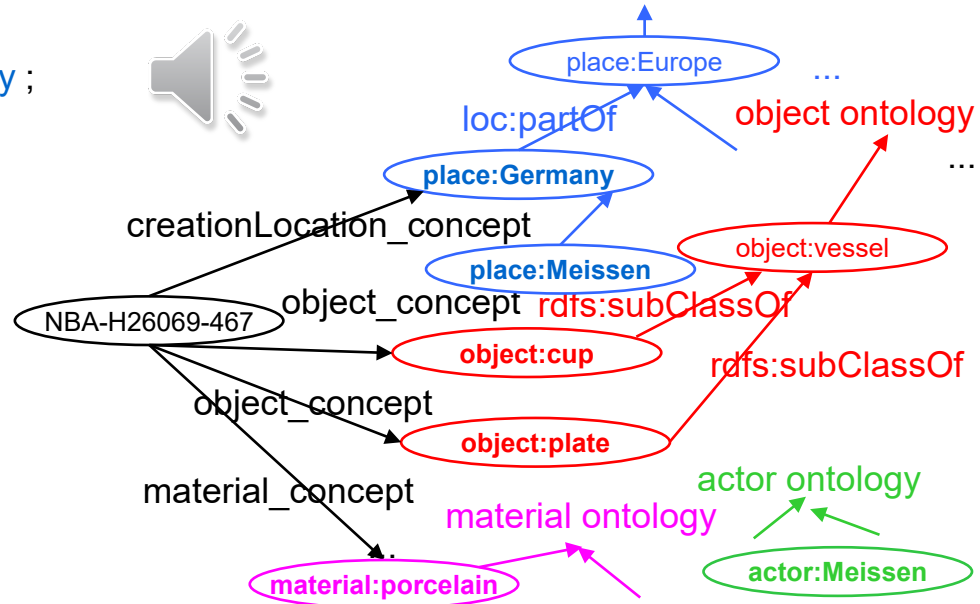 place:Europe
y ;
...
loc:partOf
object ontology
...
place:Germany
creationLocation_concept
object:vessel
place:Meissen
object_concept
rdfs:subClassOf
NBA-H26069-467
object:cup
rdfs:subClassOf
object_concept
object:plate
material_concept
actor ontology
material ontology
...
actor:Meissen
material:porcelain